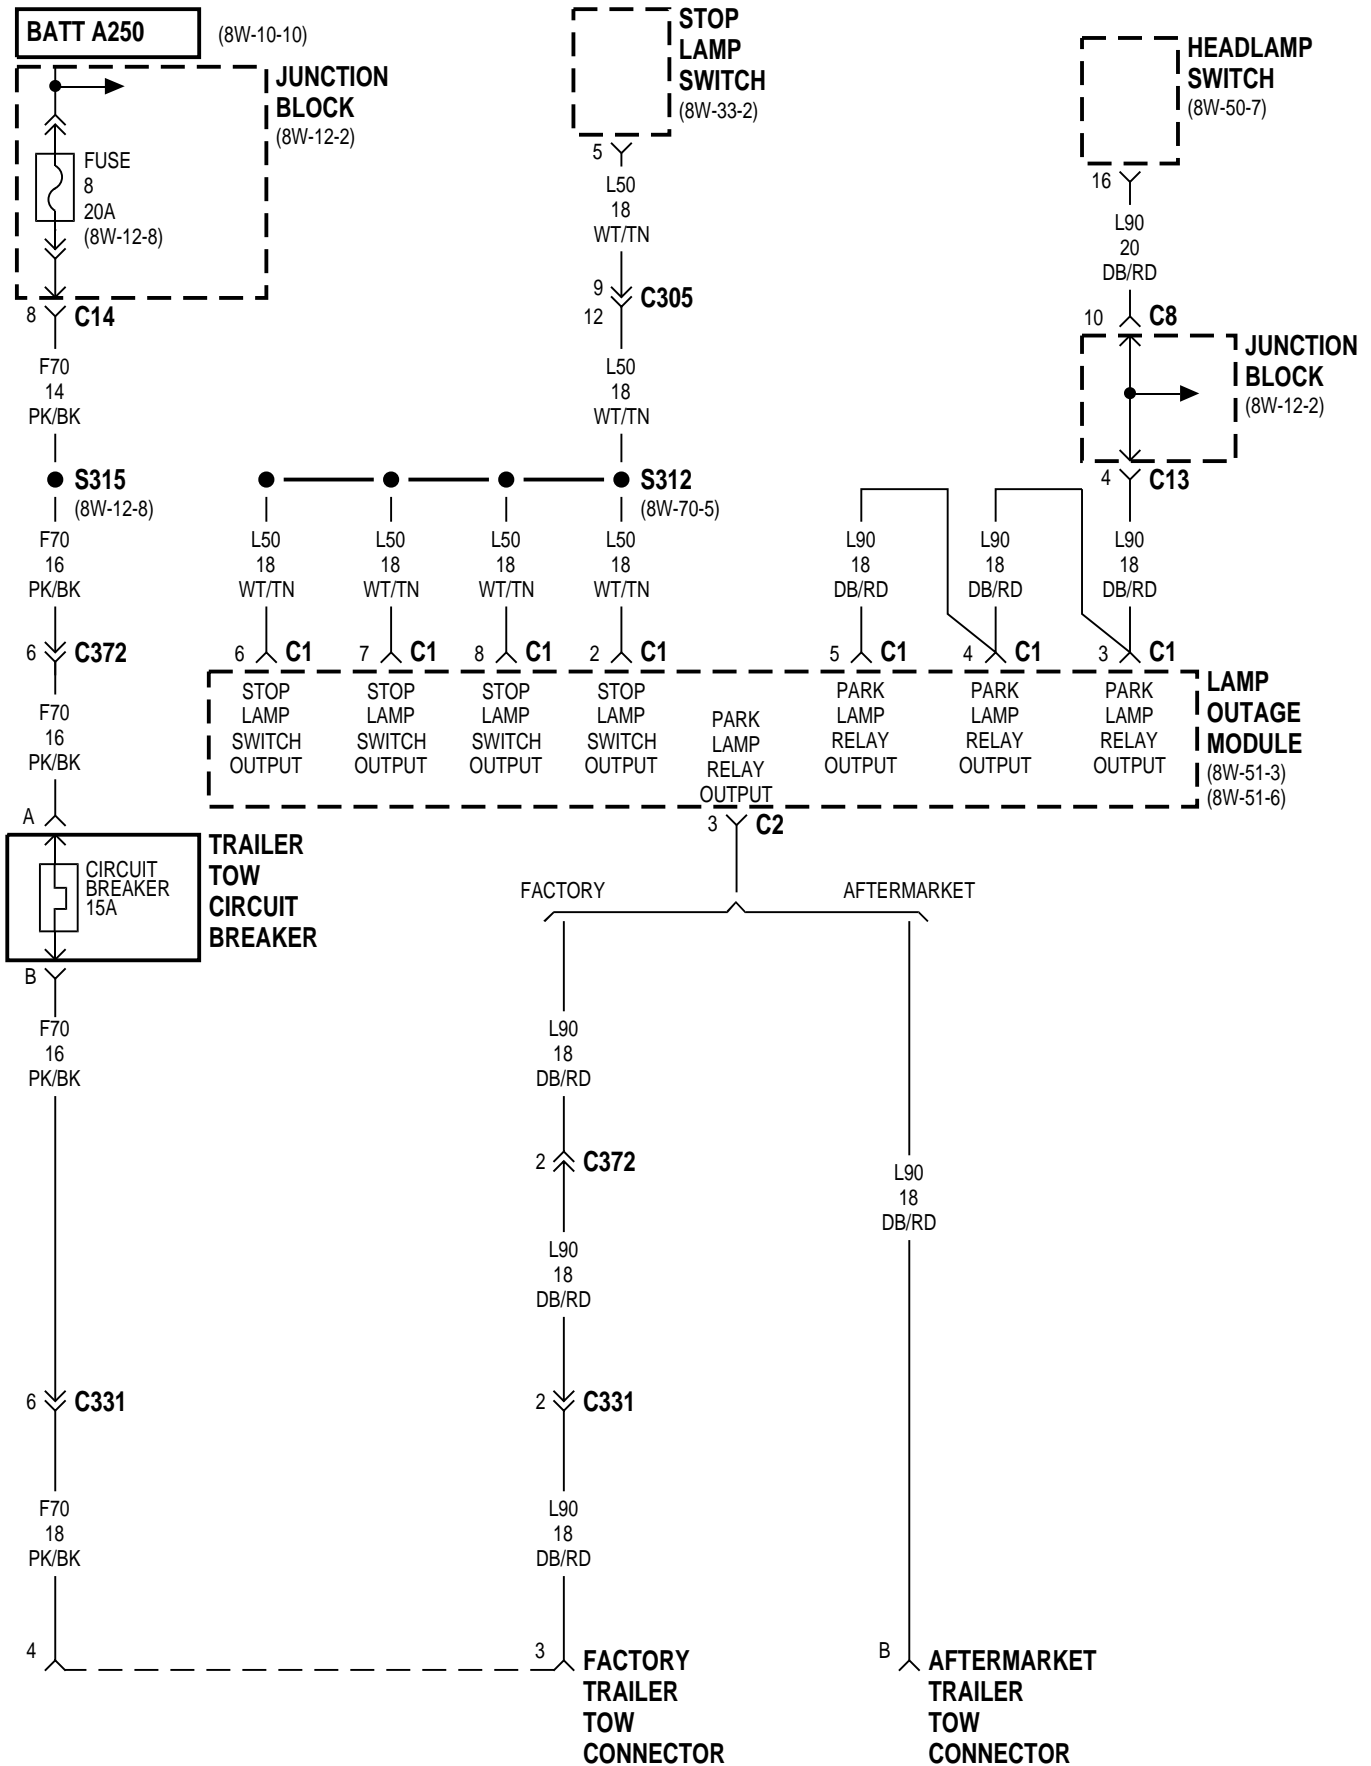 BATT A250
(8W-10-10)
JUNCTION
BLOCK
(8W-12-2)
FUSE
8
20A
(8W-12-8)
8
C14
F70
14
PK/BK
S315
(8W-12-8)
F70
16
PK/BK
6
C372
F70
16
PK/BK
A
CIRCUIT
BREAKER
15A
TRAILER
TOW
CIRCUIT
BREAKER
B
F70
16
PK/BK
6
C331
F70
18
PK/BK
4
STOP
LAMP
SWITCH
(8W-33-2)
5
L50
18
WT/TN
9
C305
12
L50
18
WT/TN
S312
(8W-70-5)
L50
18
WT/TN
L50
18
WT/TN
L50
18
WT/TN
L50
18
WT/TN
6
C1
7
C1
8
C1
2
C1
HEADLAMP
SWITCH
(8W-50-7)
16
L90
20
DB/RD
10
C8
JUNCTION
BLOCK
(8W-12-2)
4
C13
L90
18
DB/RD
L90
18
DB/RD
L90
18
DB/RD
5
C1
4
C1
3
C1
STOP
LAMP
SWITCH
OUTPUT
STOP
LAMP
SWITCH
OUTPUT
STOP
LAMP
SWITCH
OUTPUT
STOP
LAMP
SWITCH
OUTPUT
PARK
LAMP
RELAY
OUTPUT
PARK
LAMP
RELAY
OUTPUT
PARK
LAMP
RELAY
OUTPUT
PARK
LAMP
RELAY
OUTPUT
LAMP
OUTAGE
MODULE
(8W-51-3)
(8W-51-6)
3
C2
FACTORY
AFTERMARKET
L90
18
DB/RD
2
C372
L90
18
DB/RD
2
C331
L90
18
DB/RD
3
FACTORY
TRAILER
TOW
CONNECTOR
L90
18
DB/RD
B
AFTERMARKET
TRAILER
TOW
CONNECTOR